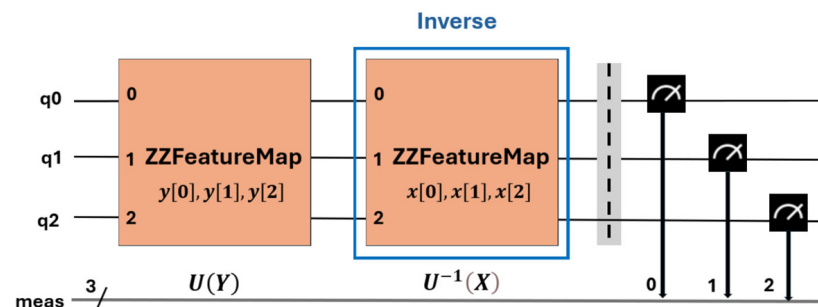 Inverse
q0 0 0
q1 1 ZZFeatureMap 1 ZZFeatureMap
y[0], y[1], y[2] x[0], x[1], x[2]
q2 2 2
U(Y) U⁻¹(X) 0 1 2
meas 3